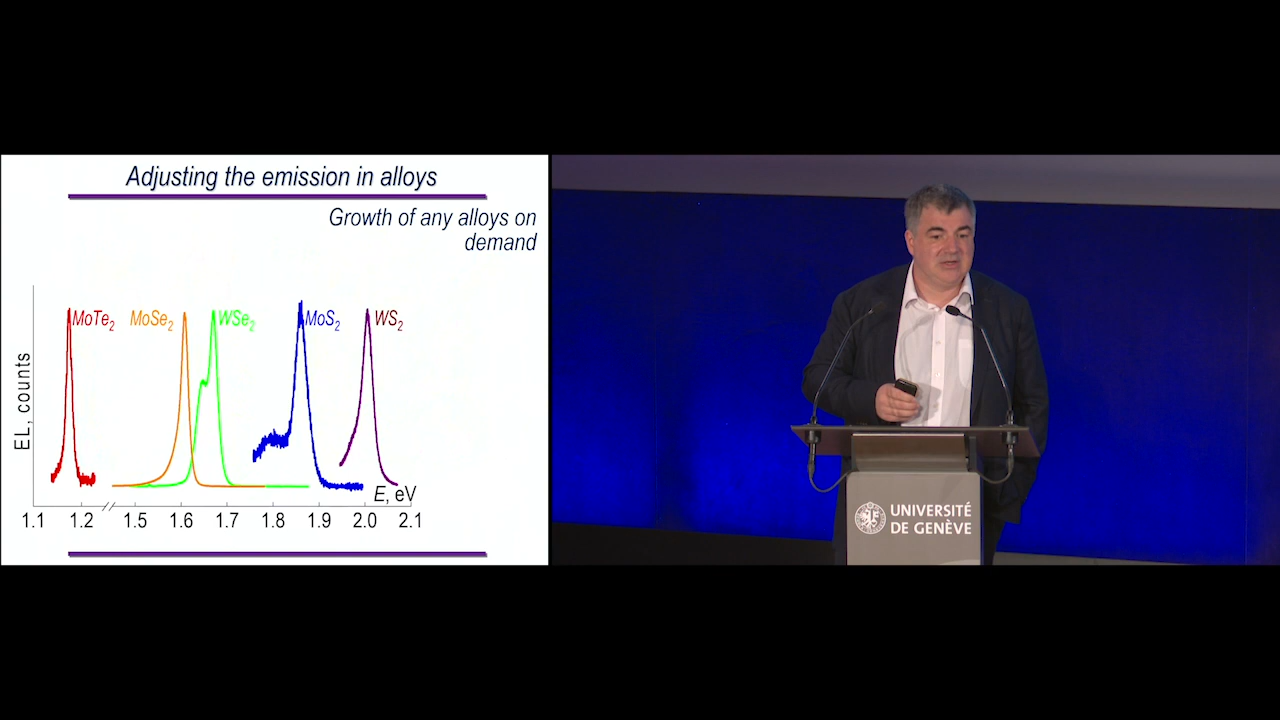 Adjusting the emission in alloys
Growth of any alloys on
demand
MoTe2
MoSe2
WSe2
MoS2
WS2
EL, counts
E, eV
1.1 1.2 1.5 1.6 1.7 1.8 1.9 2.0 2.1
UNIVERSITÉ
DE GENÈVE